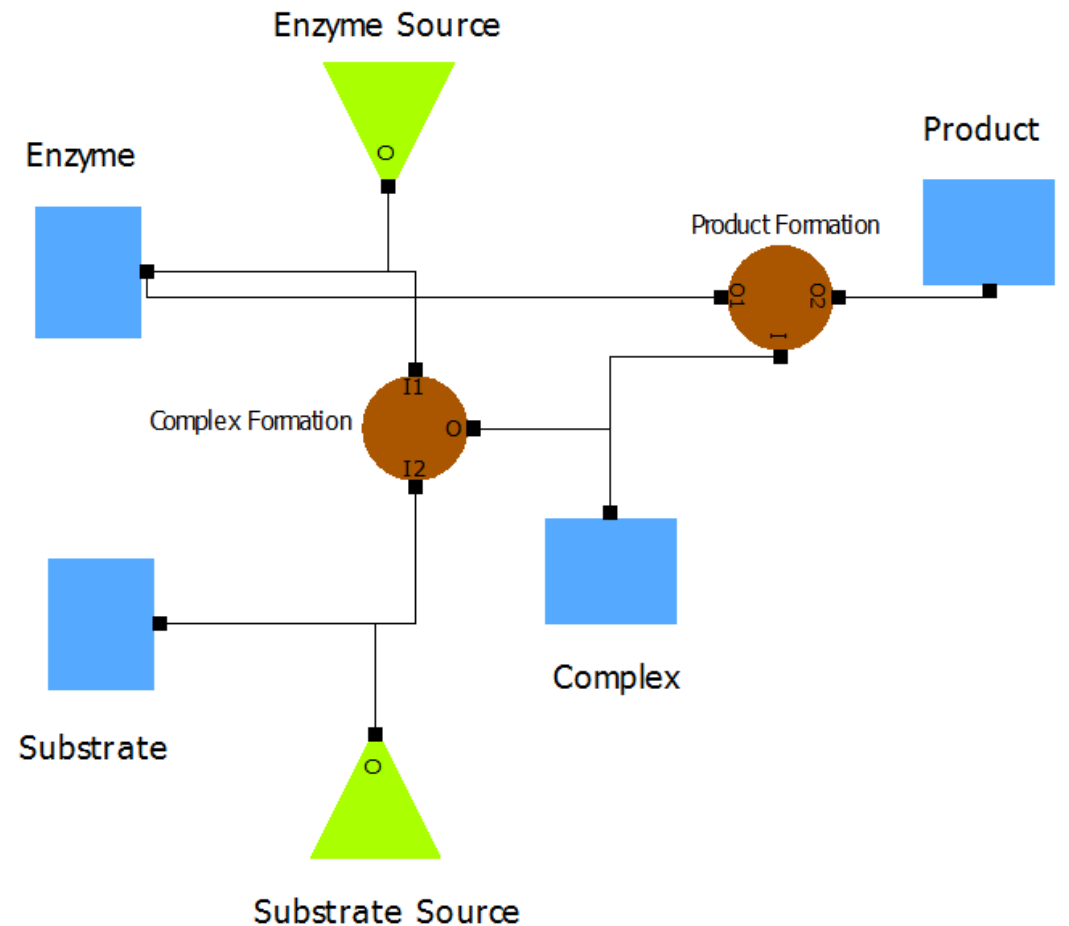 Enzyme Source
O
Enzyme
Product
Product Formation
O1
O2
I
I1
Complex Formation
O
I2
Complex
Substrate
O
Substrate Source